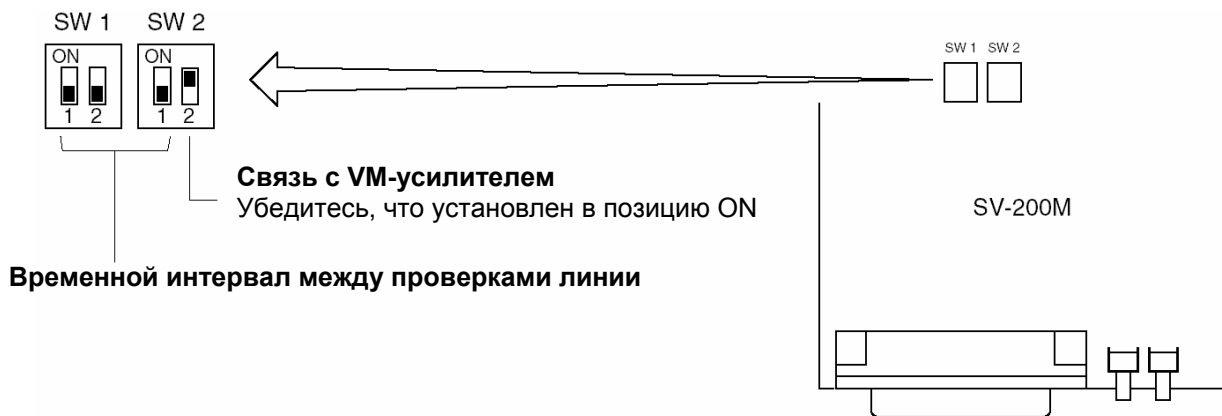 SW 1 SW 2
ON ON
1 2 1 2
SW 1 SW 2
Связь с VM-усилителем
Убедитесь, что установлен в позицию ON
SV-200M
Временной интервал между проверками линии